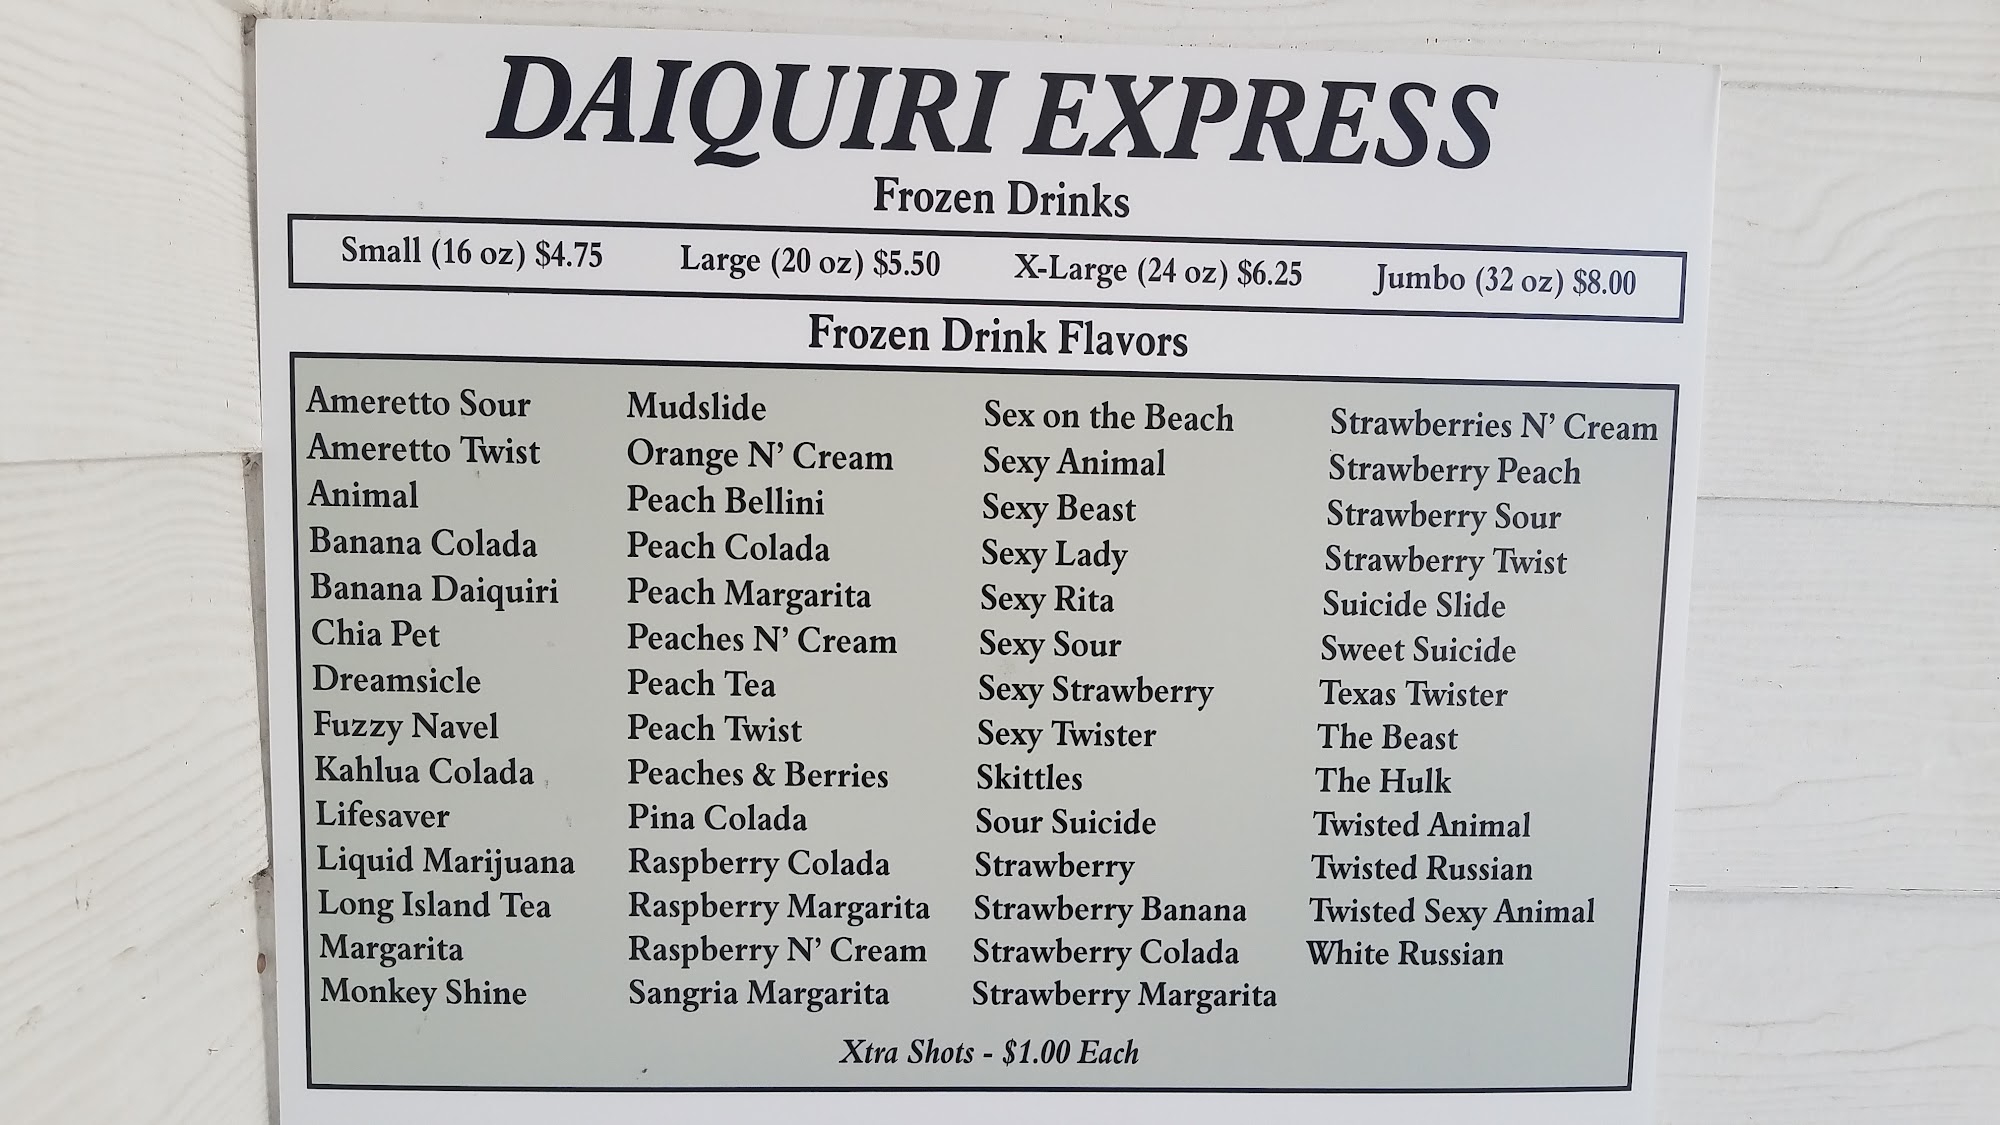 DAIQUIRI EXPRESS
Frozen Drinks
Small (16 oz) $4.75 Large (20 oz) $5.50 X-Large (24 oz) $6.25 Jumbo (32 oz) $8.00
Frozen Drink Flavors
Ameretto Sour
Ameretto Twist
Animal
Banana Colada
Banana Daiquiri
Chia Pet
Dreamsicle
Fuzzy Navel
Kahlua Colada
Lifesaver
Liquid Marijuana
Long Island Tea
Margarita
Monkey Shine
Mudslide
Orange N' Cream
Peach Bellini
Peach Colada
Peach Margarita
Peaches N' Cream
Peach Tea
Peach Twist
Peaches & Berries
Pina Colada
Raspberry Colada
Raspberry Margarita
Raspberry N' Cream
Sangria Margarita
Sex on the Beach
Sexy Animal
Sexy Beast
Sexy Lady
Sexy Rita
Sexy Sour
Sexy Strawberry
Sexy Twister
Skittles
Sour Suicide
Strawberry
Strawberry Banana
Strawberry Colada
Strawberry Margarita
Strawberries N' Cream
Strawberry Peach
Strawberry Sour
Strawberry Twist
Suicide Slide
Sweet Suicide
Texas Twister
The Beast
The Hulk
Twisted Animal
Twisted Russian
Twisted Sexy Animal
White Russian
Xtra Shots - $1.00 Each